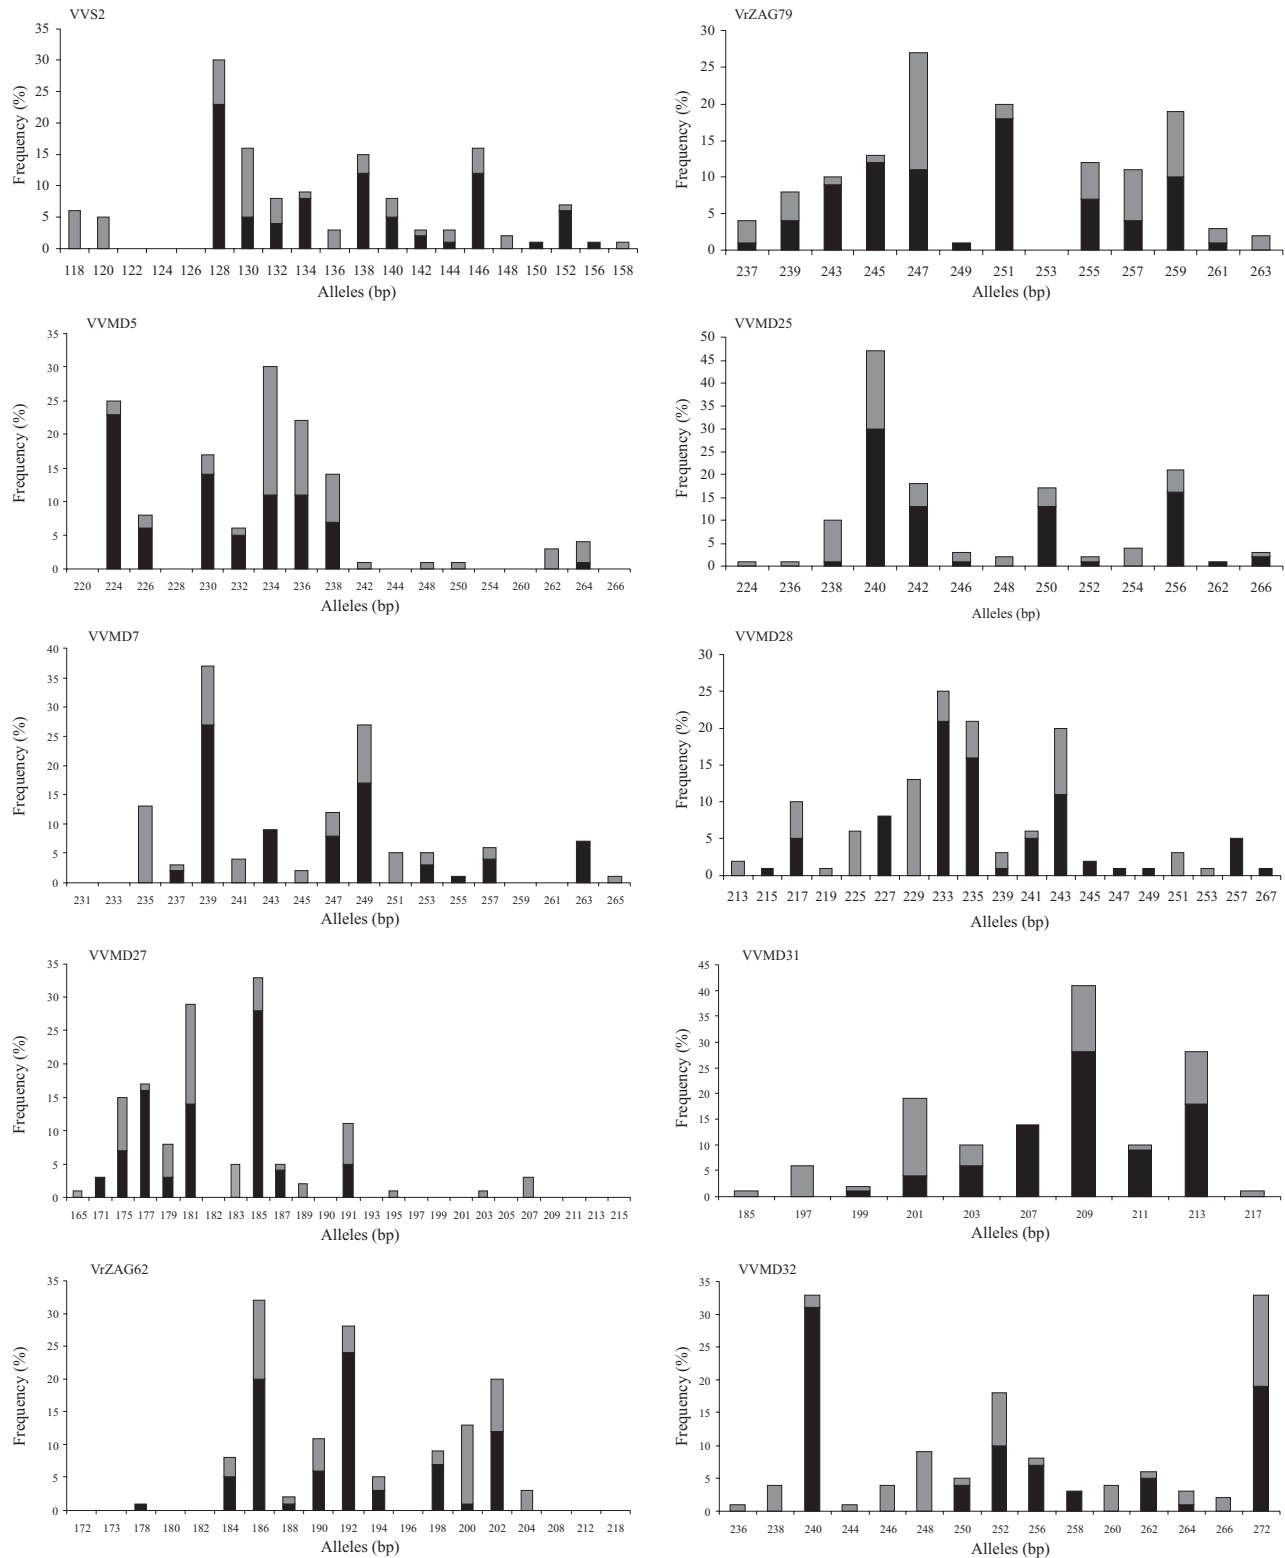 VVS2
35
30
25
20
15
10
5
0
Frequency (%)
118 120 122 124 126 128 130 132 134 136 138 140 142 144 146 148 150 152 156 158
Alleles (bp)
VrZAG79
30
25
20
15
10
5
0
Frequency (%)
237 239 243 245 247 249 251 253 255 257 259 261 263
Alleles (bp)
VVMD5
35
30
25
20
15
10
5
0
Frequency (%)
220 224 226 228 230 232 234 236 238 242 244 248 250 254 260 262 264 266
Alleles (bp)
VVMD25
50
45
40
35
30
25
20
15
10
5
0
Frequency (%)
224 236 238 240 242 246 248 250 252 254 256 262 266
Alleles (bp)
VVMD7
40
35
30
25
20
15
10
5
0
Frequency (%)
231 233 235 237 239 241 243 245 247 249 251 253 255 257 259 261 263 265
Alleles (bp)
VVMD28
30
25
20
15
10
5
0
Frequency (%)
213 215 217 219 225 227 229 233 235 239 241 243 245 247 249 251 253 257 267
Alleles (bp)
VVMD27
35
30
25
20
15
10
5
0
Frequency (%)
165 171 175 177 179 181 182 183 185 187 189 190 191 193 195 197 199 201 203 205 207 209 211 213 215
Alleles (bp)
VVMD31
45
40
35
30
25
20
15
10
5
0
Frequency (%)
185 197 199 201 203 207 209 211 213 217
Alleles (bp)
VrZAG62
35
30
25
20
15
10
5
0
Frequency (%)
172 173 178 180 182 184 186 188 190 192 194 196 198 200 202 204 208 212 218
Alleles (bp)
VVMD32
35
30
25
20
15
10
5
0
Frequency (%)
236 238 240 244 246 248 250 252 256 258 260 262 264 266 272
Alleles (bp)